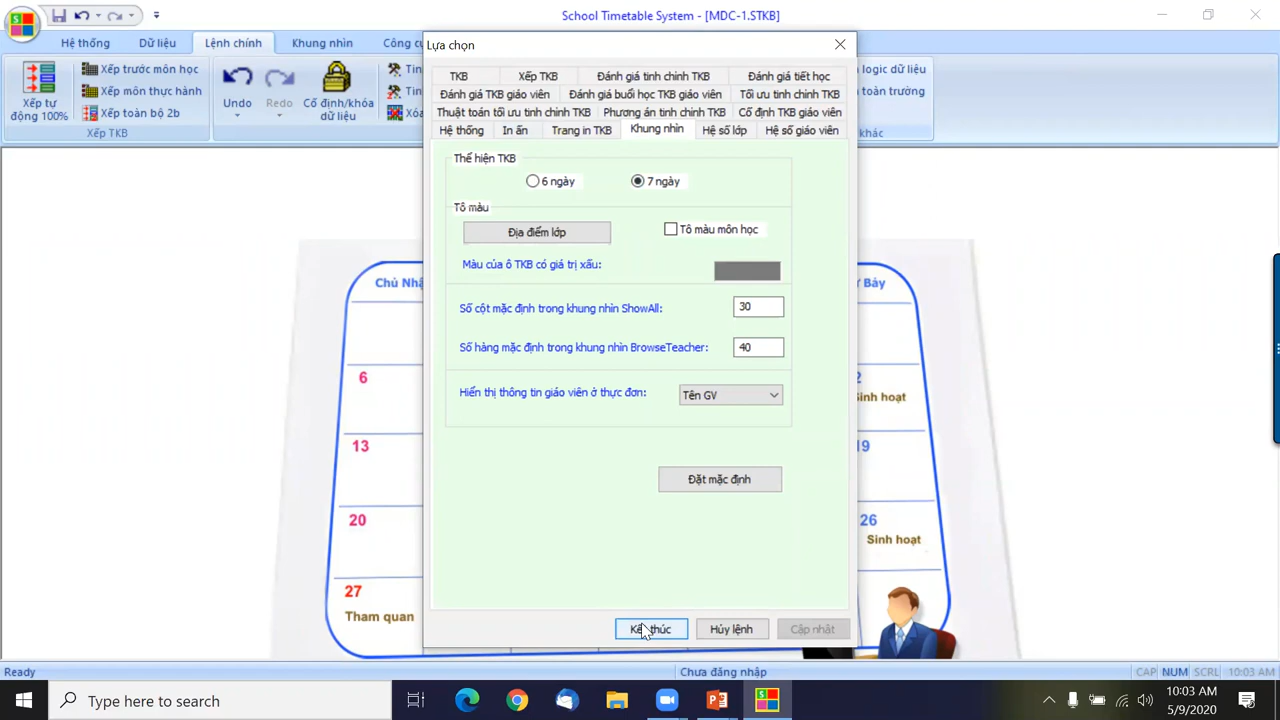 School Timetable System - [MDC-1.STKB]
Hệ thống Dữ liệu Lệnh chính Khung nhìn Công cụ
Xếp tự động 100%
Xếp trước môn học
Xếp môn thực hành
Xếp toàn bộ 2b
Xếp TKB
Undo
Redo
Cố định/khóa dữ liệu
logic dữ liệu
toàn trường
khác
Lựa chọn
TKB Xếp TKB Đánh giá tinh chỉnh TKB Đánh giá tiết học
Đánh giá TKB giáo viên Đánh giá buổi học TKB giáo viên Tối ưu tinh chỉnh TKB
Thuật toán tối ưu tinh chỉnh TKB Phương án tinh chỉnh TKB Cố định TKB giáo viên
Hệ thống In ấn Trang in TKB Khung nhìn Hệ số lớp Hệ số giáo viên
Thể hiện TKB
6 ngày 7 ngày
Tô màu
Địa điểm lớp Tô màu môn học
Màu của ô TKB có giá trị xấu:
Số cột mặc định trong khung nhìn ShowAll: 30
Số hàng mặc định trong khung nhìn BrowseTeacher: 40
Hiển thị thông tin giáo viên ở thực đơn: Tên GV
Đặt mặc định
Hủy lệnh Cập nhật
6
13
20
27
Tham quan
19
26
Sinh hoạt
Ready Chưa đăng nhập CAP NUM SCRL 10:03 AM
Type here to search
10:03 AM
5/9/2020